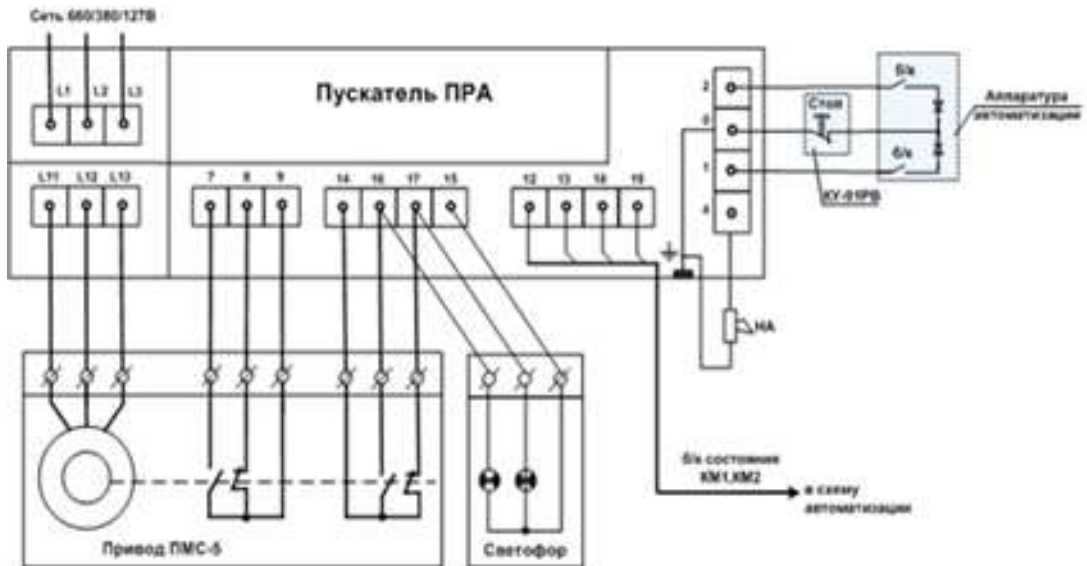 Сеть 660/380/127В
L1 L2 L3
Пускатель ПРА
2
0
1
4
б/к
Стоп
б/к
Аппаратура
автоматизации
КУ-91РВ
L11 L12 L13
7 8 9
14 16 17 15
12 13 18 19
НА
б/к состояния
КМ1,КМ2
в схему
автоматизации
Привод ПМС-5
Светофор